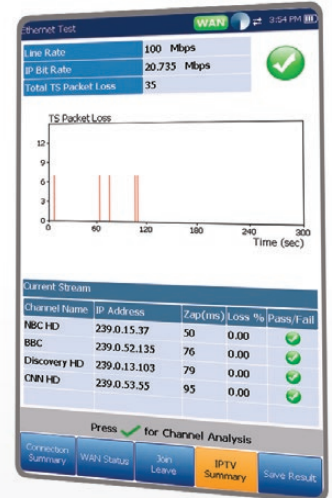 Ethernet Test WAN 3:54 PM
Line Rate 100 Mbps
IP Bit Rate 20.735 Mbps
Total TS Packet Loss 35
TS Packet Loss
12
9
6
3
0
0 60 120 180 240 300
Time (sec)
Current Stream
Channel Name IP Address Zap(ms) Loss % Pass/Fail
NBC HD 239.0.15.37 50 0.00
BBC 239.0.52.135 76 0.00
Discovery HD 239.0.13.103 79 0.00
CNN HD 239.0.53.55 95 0.00
Press for Channel Analysis
Connection Summary WAN Status Join Leave IPTV Summary Save Result